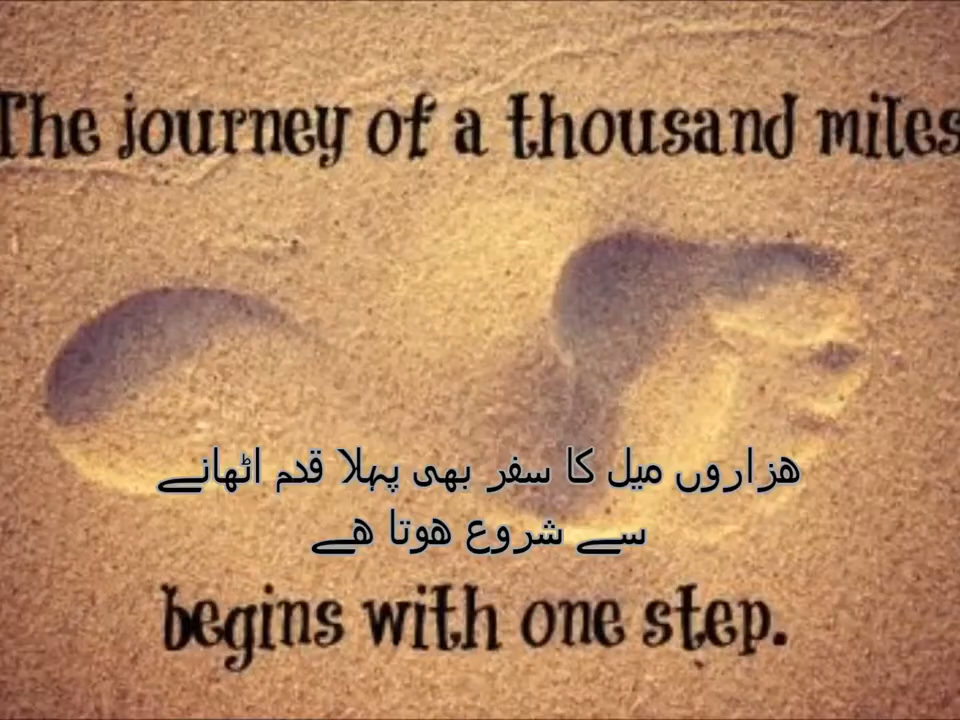 The journey of a thousand miles
ھزاروں میل کا سفر بھی پہلا قدم اٹھانے
سے شروع ھوتا ھے
begins with one step.